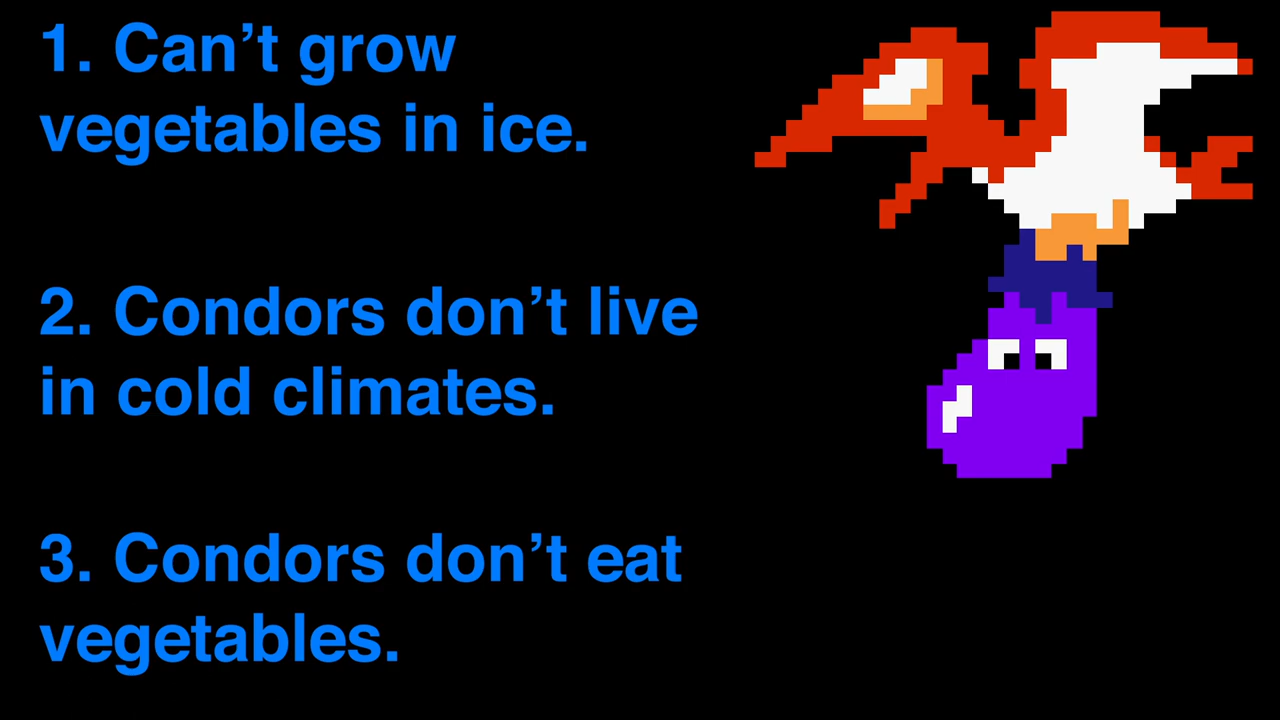 1. Can’t grow
vegetables in ice.
2. Condors don’t live
in cold climates.
3. Condors don’t eat
vegetables.